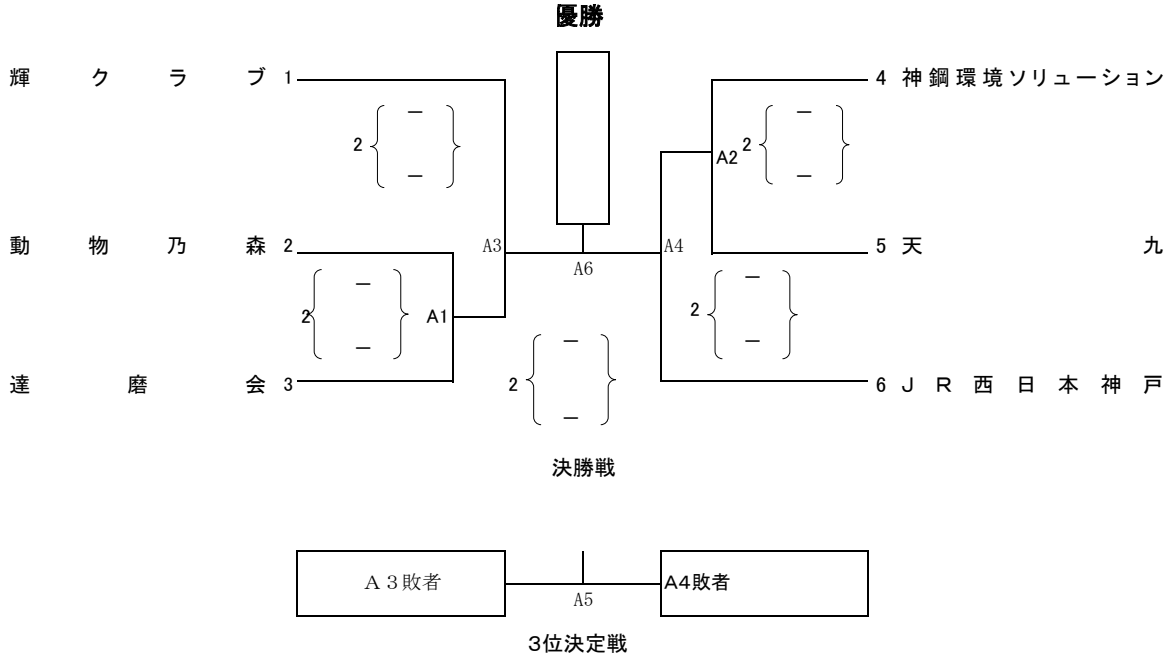 優勝
輝クラブ 1
4 神鋼環境ソリューション
2 { － － }
A2 2 { － － }
動物乃森 2
A3
A6
A4
5 天九
2 { － － } A1
2 { － － }
達磨会 3
2 { － － }
6 JR西日本神戸
決勝戦
A3敗者
A5
A4敗者
3位決定戦